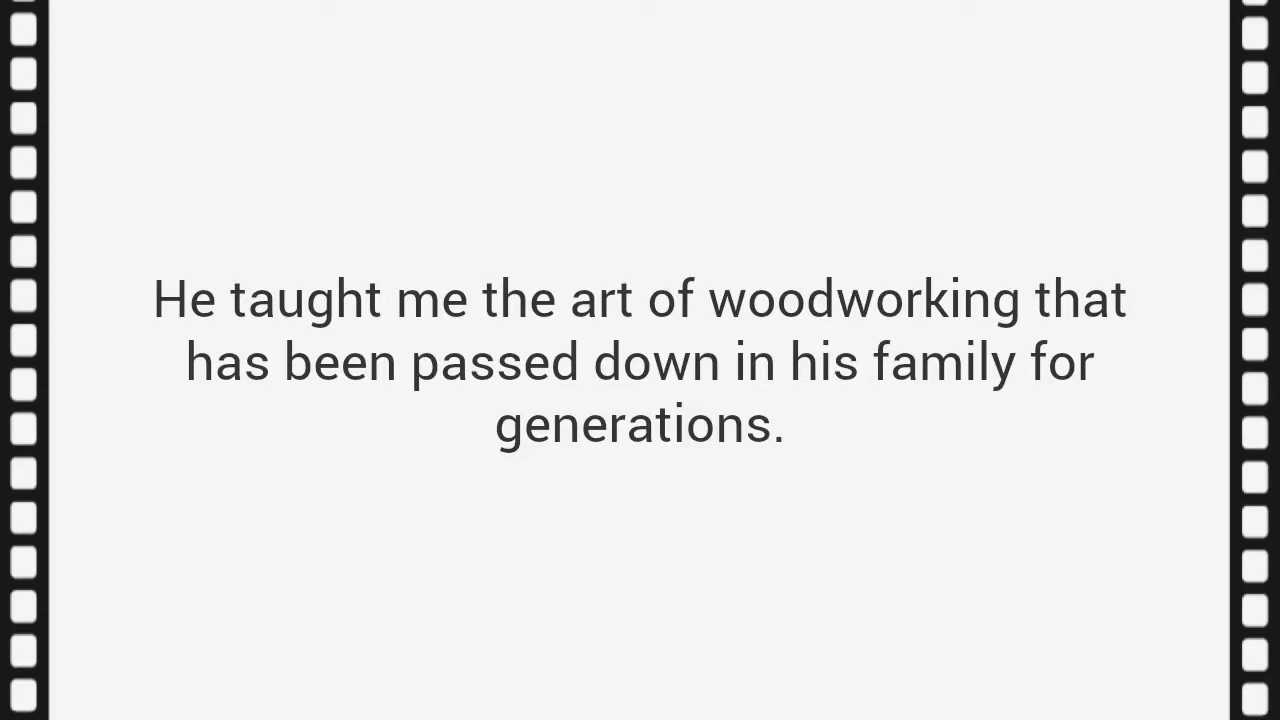 He taught me the art of woodworking that
has been passed down in his family for
generations.